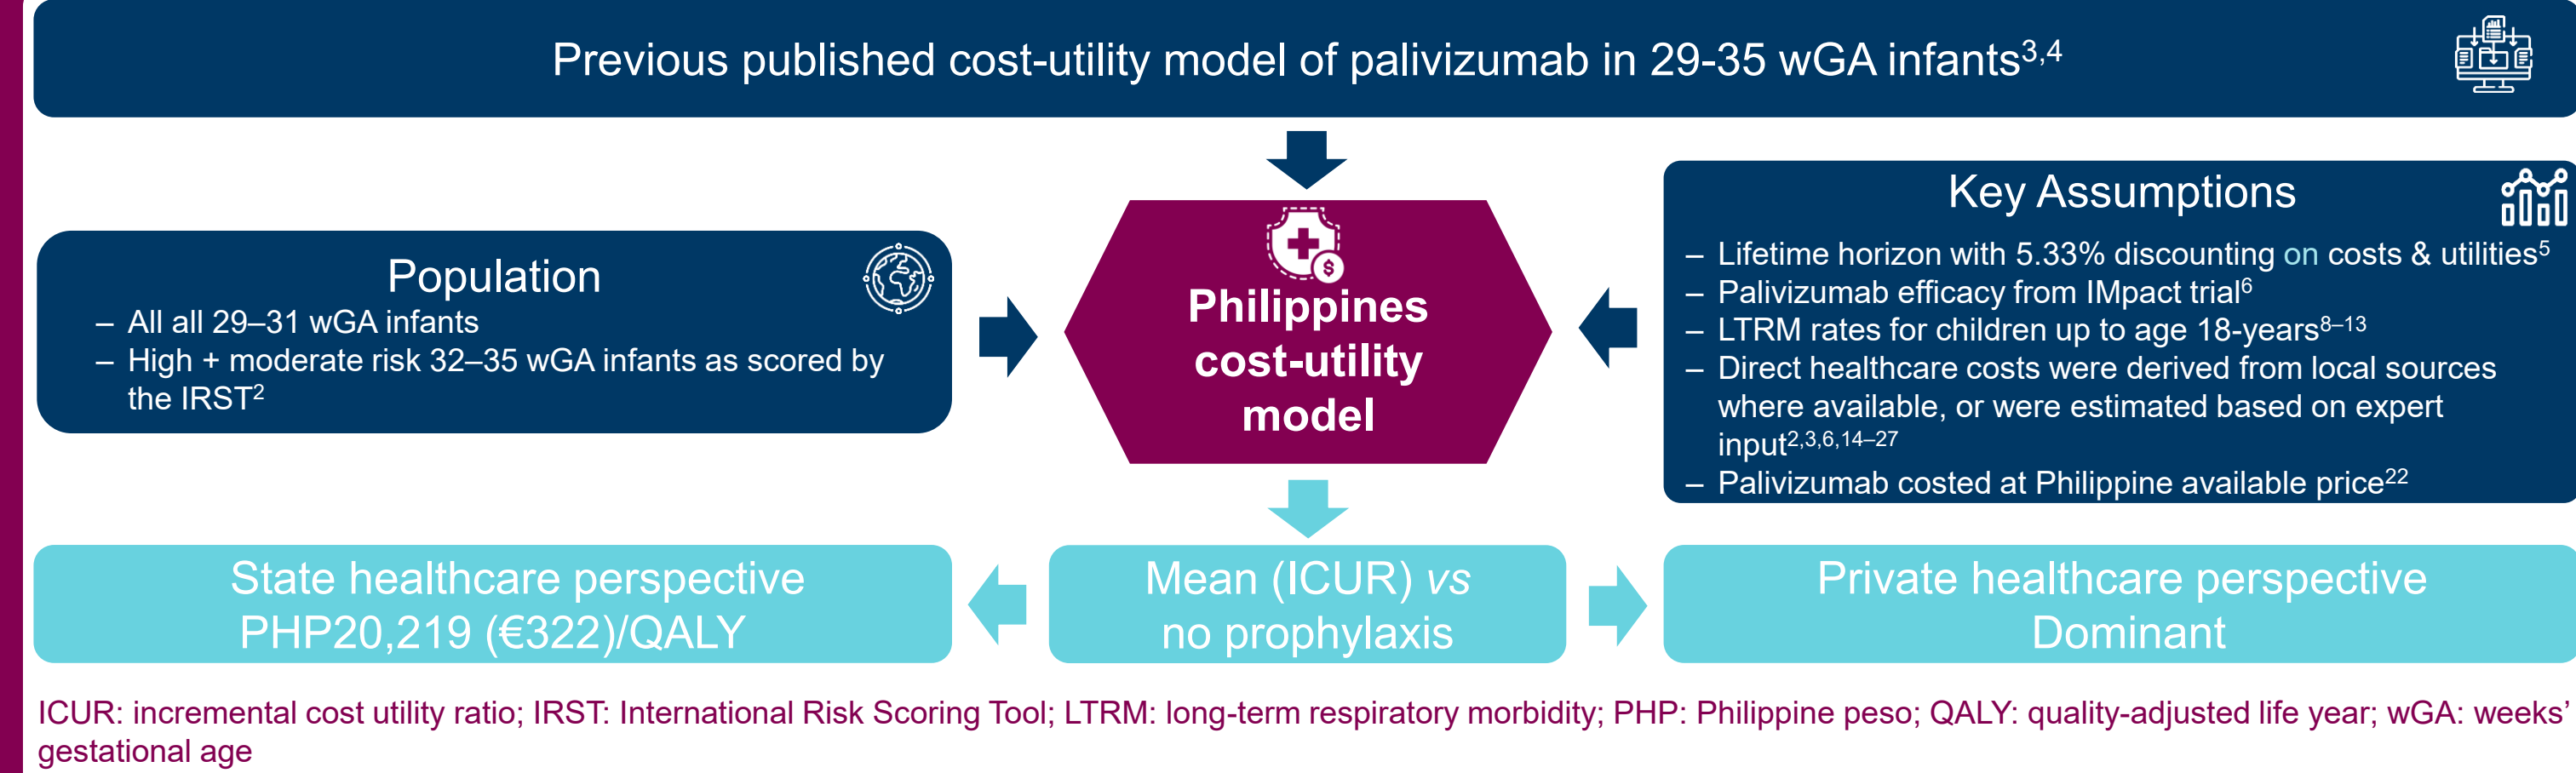 Previous published cost-utility model of palivizumab in 29-35 wGA infants3,4
Population
– All all 29–31 wGA infants
– High + moderate risk 32–35 wGA infants as scored by
the IRST2
$
Philippines
cost-utility
model
Key Assumptions
– Lifetime horizon with 5.33% discounting on costs & utilities5
– Palivizumab efficacy from IMpact trial6
– LTRM rates for children up to age 18-years8–13
– Direct healthcare costs were derived from local sources
where available, or were estimated based on expert
input2,3,6,14–27
– Palivizumab costed at Philippine available price22
State healthcare perspective
PHP20,219 (€322)/QALY
Mean (ICUR) vs
no prophylaxis
Private healthcare perspective
Dominant
ICUR: incremental cost utility ratio; IRST: International Risk Scoring Tool; LTRM: long-term respiratory morbidity; PHP: Philippine peso; QALY: quality-adjusted life year; wGA: weeks’
gestational age